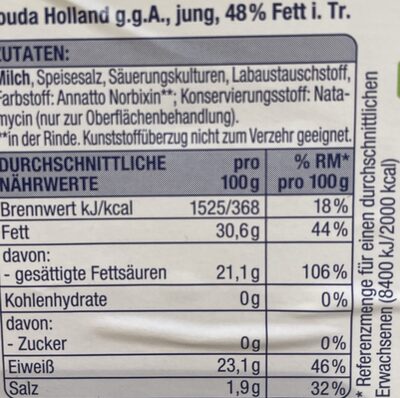 ouda Holland g.g.A., jung, 48% Fett i. Tr.
ZUTATEN:
Milch, Speisesalz, Säuerungskulturen, Labaustauschstoff,
Farbstoff: Annatto Norbixin**; Konservierungsstoff: Nata-
mycin (nur zur Oberflächenbehandlung).
**in der Rinde. Kunststoffüberzug nicht zum Verzehr geeignet.
DURCHSCHNITTLICHE NÄHRWERTE pro 100g % RM* pro 100g
Brennwert kJ/kcal 1525/368 18%
Fett 30,6g 44%
davon:
- gesättigte Fettsäuren 21,1g 106%
Kohlenhydrate 0g 0%
davon:
- Zucker 0g 0%
Eiweiß 23,1g 46%
Salz 1,9g 32%
* Referenzmenge für einen durchschnittlichen
Erwachsenen (8400 kJ/2000 kcal)